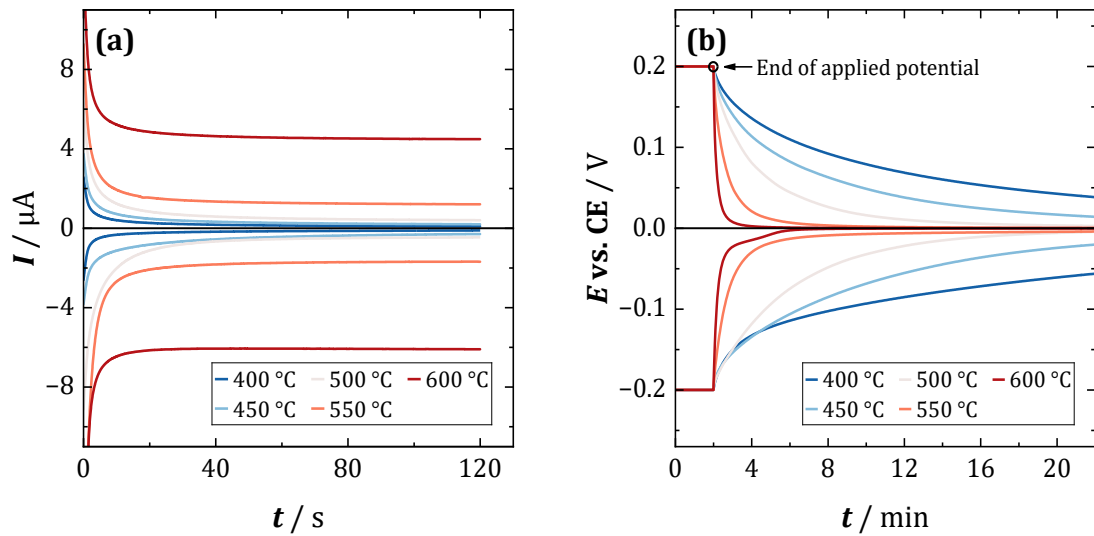 (a)
8
4
0
−4
−8
I / μA
400 °C 500 °C 600 °C
450 °C 550 °C
0 40 80 120
t / s
(b)
End of applied potential
0.2
0.1
0.0
−0.1
−0.2
E vs. CE / V
400 °C 500 °C 600 °C
450 °C 550 °C
0 4 8 12 16 20
t / min